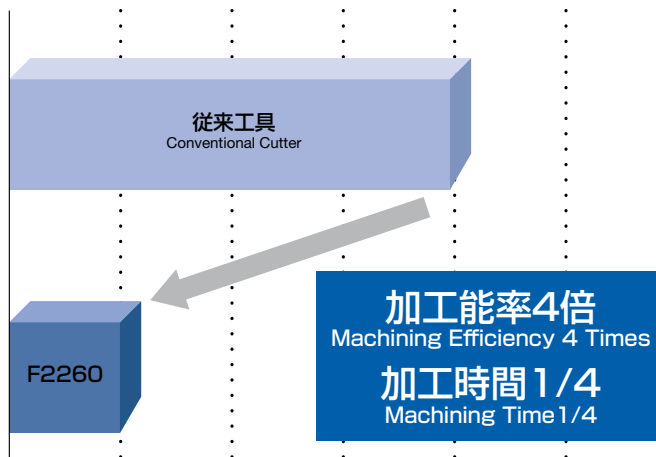 従来工具
Conventional Cutter
F2260
加工能率4倍
Machining Efficiency 4 Times
加工時間1/4
Machining Time1/4